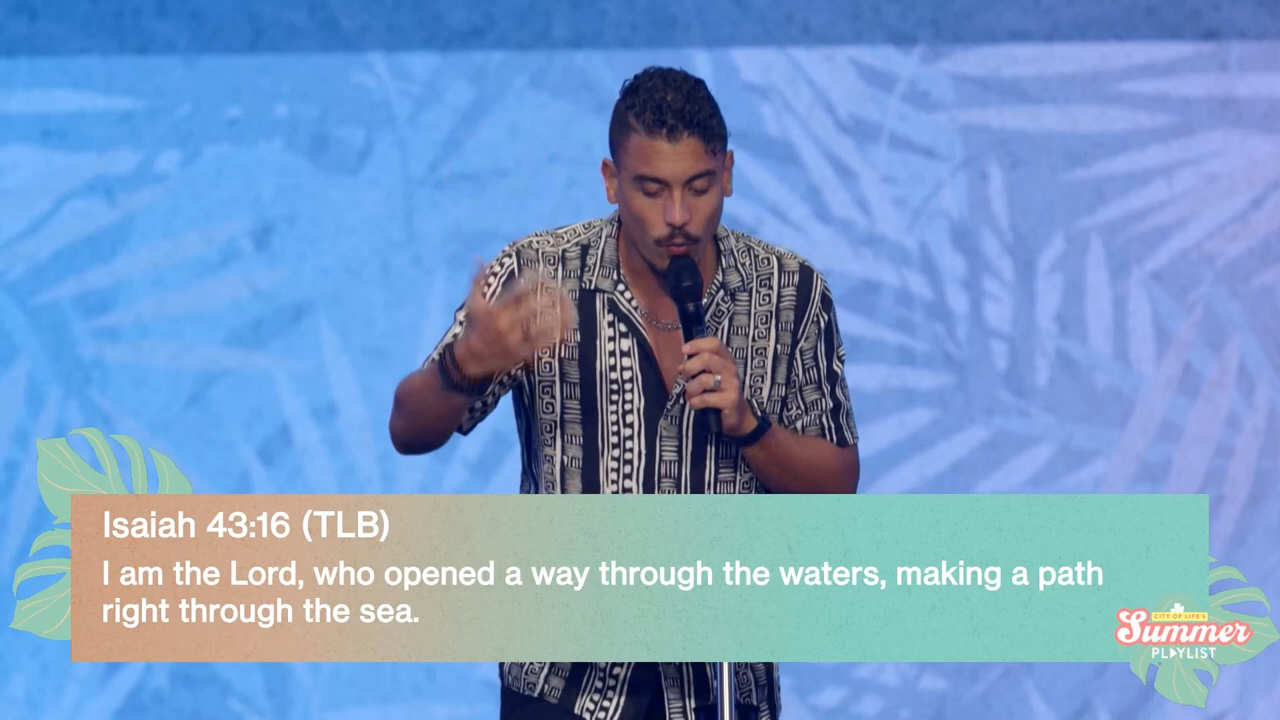 Isaiah 43:16 (TLB)
I am the Lord, who opened a way through the waters, making a path
right through the sea.
CITY OF LIFE'S
Summer
PLAYLIST